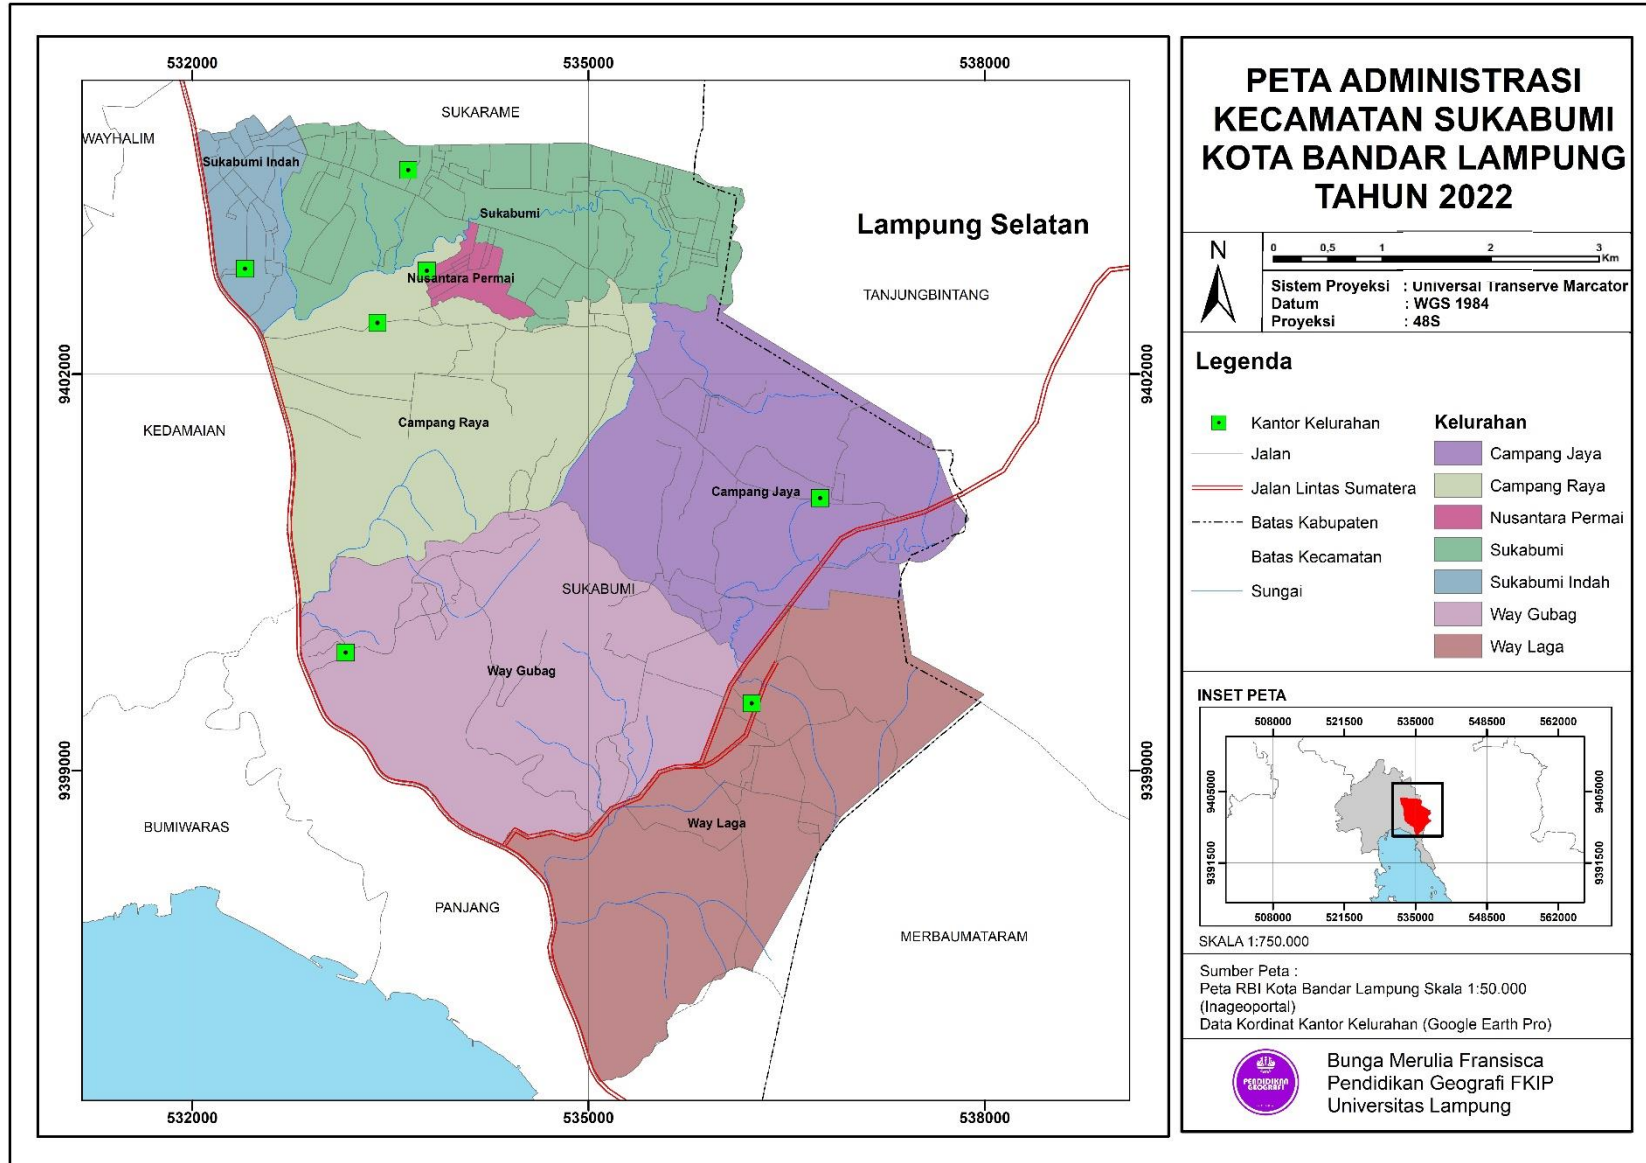 532000
535000
538000
SUKARAME
WAYHALIM
Sukabumi Indah
Sukabumi
Lampung Selatan
Nusantara Permai
TANJUNGBINTANG
9402000
9402000
Campang Raya
KEDAMAIAN
Campang Jaya
SUKABUMI
Way Gubag
9399000
9399000
Way Laga
BUMIWARAS
PANJANG
MERBAUMATARAM
532000
535000
538000
PETA ADMINISTRASI
KECAMATAN SUKABUMI
KOTA BANDAR LAMPUNG
TAHUN 2022
N
0 0,5 1 2 3
Km
Sistem Proyeksi : Universal Transerve Marcator
Datum : WGS 1984
Proyeksi : 48S
Legenda
Kantor Kelurahan
Jalan
Jalan Lintas Sumatera
Batas Kabupaten
Batas Kecamatan
Sungai
Kelurahan
Campang Jaya
Campang Raya
Nusantara Permai
Sukabumi
Sukabumi Indah
Way Gubag
Way Laga
INSET PETA
508000 521500 535000 548500 562000
9405000
9405000
9391500
9391500
508000 521500 535000 548500 562000
SKALA 1:750.000
Sumber Peta :
Peta RBI Kota Bandar Lampung Skala 1:50.000
(Inageoportal)
Data Kordinat Kantor Kelurahan (Google Earth Pro)
PENDIDIKAN
GEOGRAFI
Bunga Merulia Fransisca
Pendidikan Geografi FKIP
Universitas Lampung